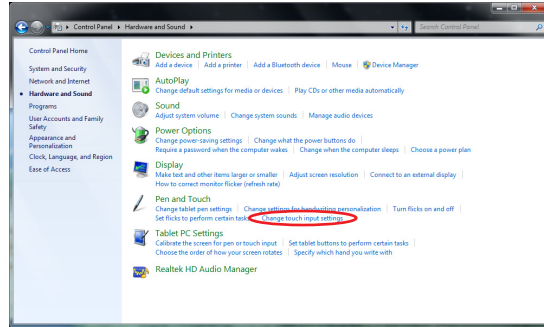 Control Panel ▸ Hardware and Sound ▸
Search Control Panel
Control Panel Home
System and Security
Network and Internet
Hardware and Sound
Programs
User Accounts and Family
Safety
Appearance and
Personalization
Clock, Language, and Region
Ease of Access
Devices and Printers
Add a device | Add a printer | Add a Bluetooth device | Mouse | Device Manager
AutoPlay
Change default settings for media or devices | Play CDs or other media automatically
Sound
Adjust system volume | Change system sounds | Manage audio devices
Power Options
Change power-saving settings | Change what the power buttons do
Require a password when the computer wakes | Change when the computer sleeps | Choose a power plan
Display
Make text and other items larger or smaller | Adjust screen resolution | Connect to an external display
How to correct monitor flicker (refresh rate)
Pen and Touch
Change tablet pen settings | Change settings for handwriting personalization | Turn flicks on and off
Set flicks to perform certain tasks | Change touch input settings
Tablet PC Settings
Calibrate the screen for pen or touch input | Set tablet buttons to perform certain tasks
Choose the order of how your screen rotates | Specify which hand you write with
Realtek HD Audio Manager